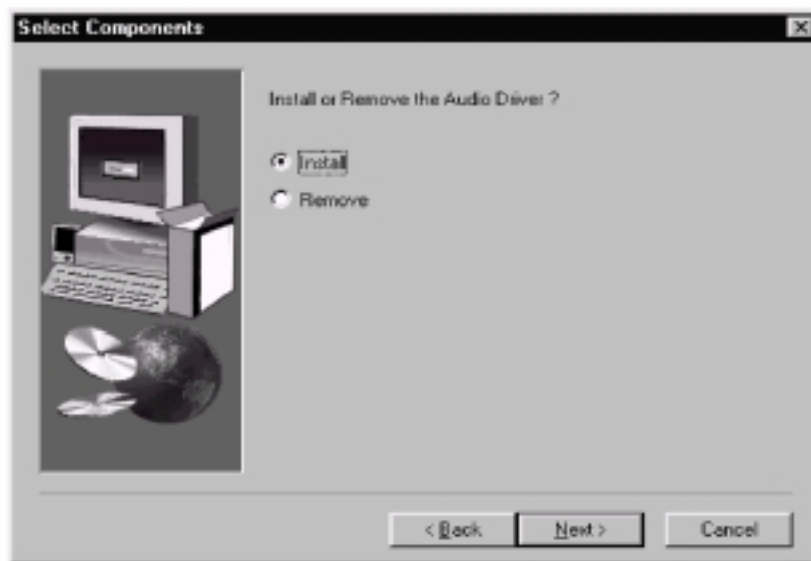 Select Components
Install or Remove the Audio Driver ?
Install
Remove
< Back
Next >
Cancel